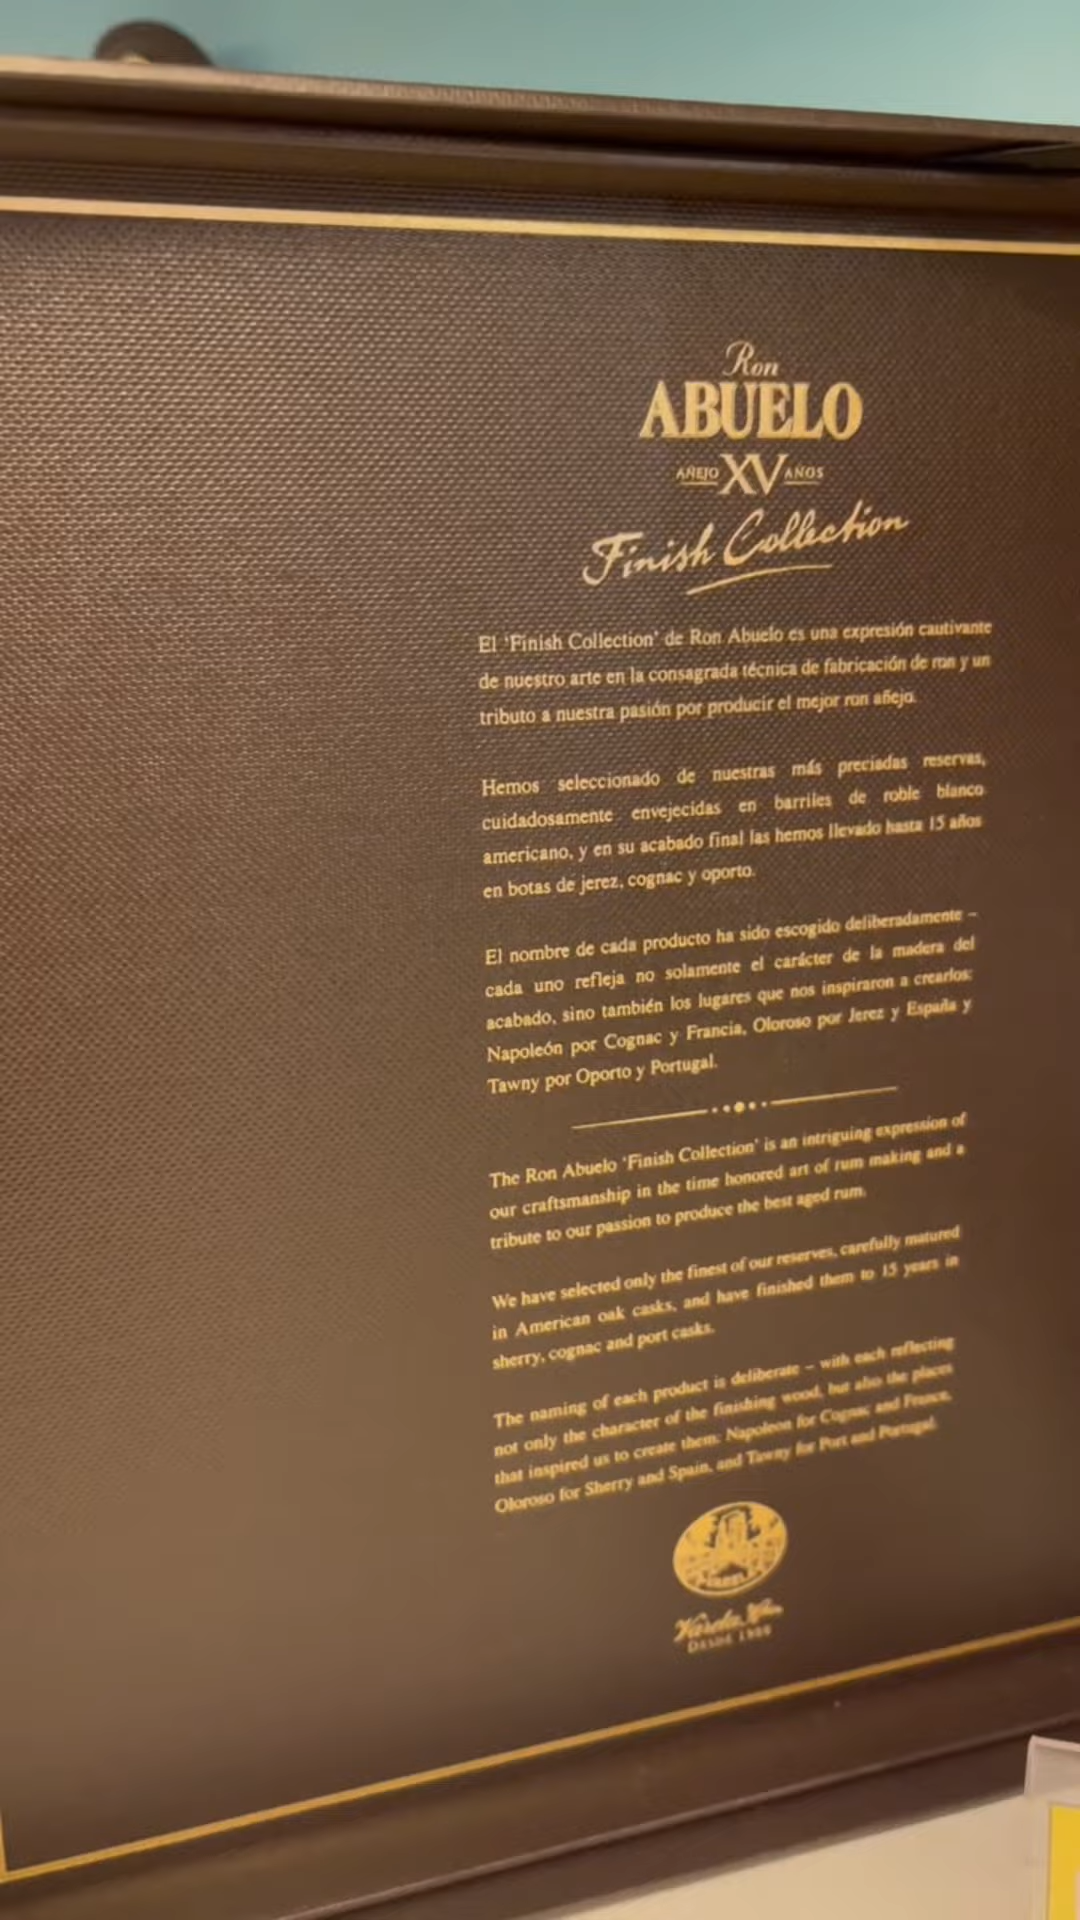 Ron
ABUELO
AÑEJO XV AÑOS
Finish Collection
El 'Finish Collection' de Ron Abuelo es una expresión cautivante
de nuestro arte en la consagrada técnica de fabricación de ron y un
tributo a nuestra pasión por producir el mejor ron añejo.
Hemos seleccionado de nuestras más preciadas reservas,
cuidadosamente envejecidas en barriles de roble blanco
americano, y en su acabado final las hemos llevado hasta 15 años
en botas de jerez, cognac y oporto.
El nombre de cada producto ha sido escogido deliberadamente –
cada uno refleja no solamente el carácter de la madera del
acabado, sino también los lugares que nos inspiraron a crearlos:
Napoleón por Cognac y Francia, Oloroso por Jerez y España y
Tawny por Oporto y Portugal.
The Ron Abuelo 'Finish Collection' is an intriguing expression of
our craftsmanship in the time honored art of rum making and a
tribute to our passion to produce the best aged rum.
We have selected only the finest of our reserves, carefully matured
in American oak casks, and have finished them to 15 years in
sherry, cognac and port casks.
The naming of each product is deliberate – with each reflecting
not only the character of the finishing wood, but also the places
that inspired us to create them: Napoleon for Cognac and France,
Oloroso for Sherry and Spain, and Tawny for Port and Portugal.
Varela
DESDE 1908